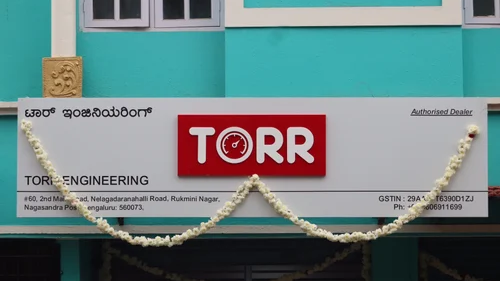 ಟಾರ್ ಇಂಜಿನಿಯರಿಂಗ್
Authorised Dealer
TORR
TORR ENGINEERING
#60, 2nd Main Road, Nelagadaranahalli Road, Rukmini Nagar,
Nagasandra Post, Bengaluru: 560073,
GSTIN : 6390D1ZJ
Ph: